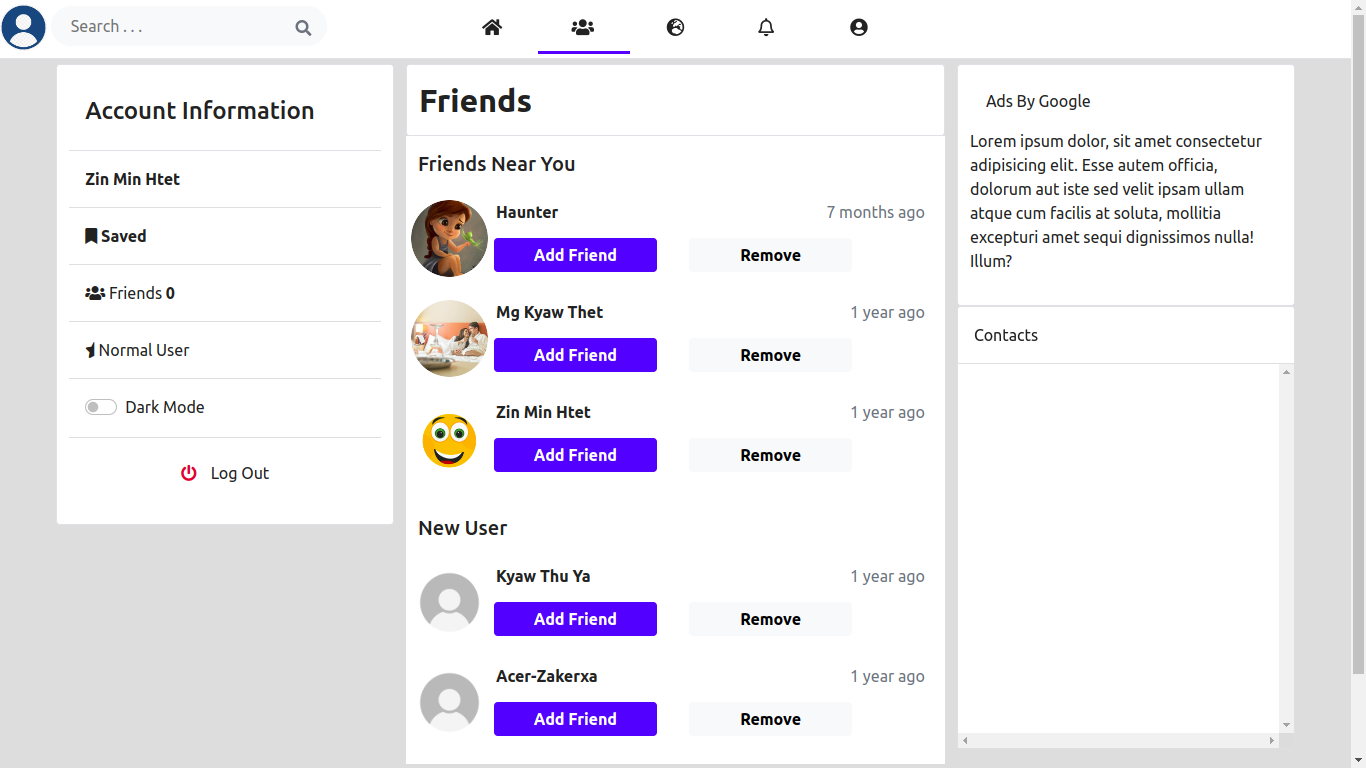 Search . . .
Account Information
Zin Min Htet
Saved
Friends 0
Normal User
Dark Mode
Log Out
Friends
Friends Near You
Haunter 7 months ago
Add Friend Remove
Mg Kyaw Thet 1 year ago
Add Friend Remove
Zin Min Htet 1 year ago
Add Friend Remove
New User
Kyaw Thu Ya 1 year ago
Add Friend Remove
Acer-Zakerxa 1 year ago
Add Friend Remove
Ads By Google
Lorem ipsum dolor, sit amet consectetur
adipisicing elit. Esse autem officia,
dolorum aut iste sed velit ipsam ullam
atque cum facilis at soluta, mollitia
excepturi amet sequi dignissimos nulla!
Illum?
Contacts